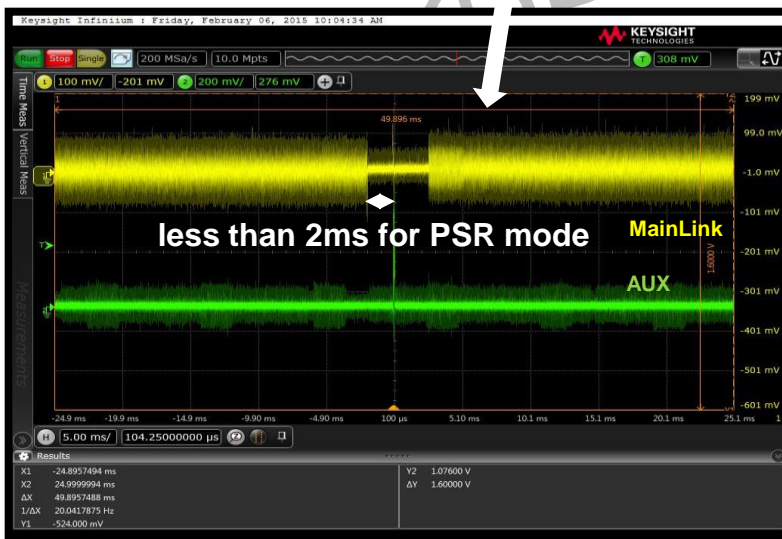 Keysight Infiniium : Friday, February 06, 2015 10:04:34 AM
KEYSIGHT
TECHNOLOGIES
Run Stop Single 200 MSa/s 10.0 Mpts T 308 mV
1 100 mV/ -201 mV 2 200 mV/ 276 mV
Time Meas
Vertical Meas
Measurements
1 2
199 mV
49.896 ms
99.0 mV
-1.0 mV
-101 mV
less than 2ms for PSR mode
MainLink
T
-201 mV
1.6000 V
AUX
-301 mV
-401 mV
-501 mV
-601 mV
-24.9 ms -19.9 ms -14.9 ms -9.90 ms -4.90 ms 100 µs 5.10 ms 10.1 ms 15.1 ms 20.1 ms 25.1 ms 1
H 5.00 ms/ 104.25000000 µs
Results
X1 -24.8957494 ms
X2 24.9999994 ms
ΔX 49.8957488 ms
1/ΔX 20.0417875 Hz
Y1 -524.000 mV
Y2 1.07600 V
ΔY 1.60000 V